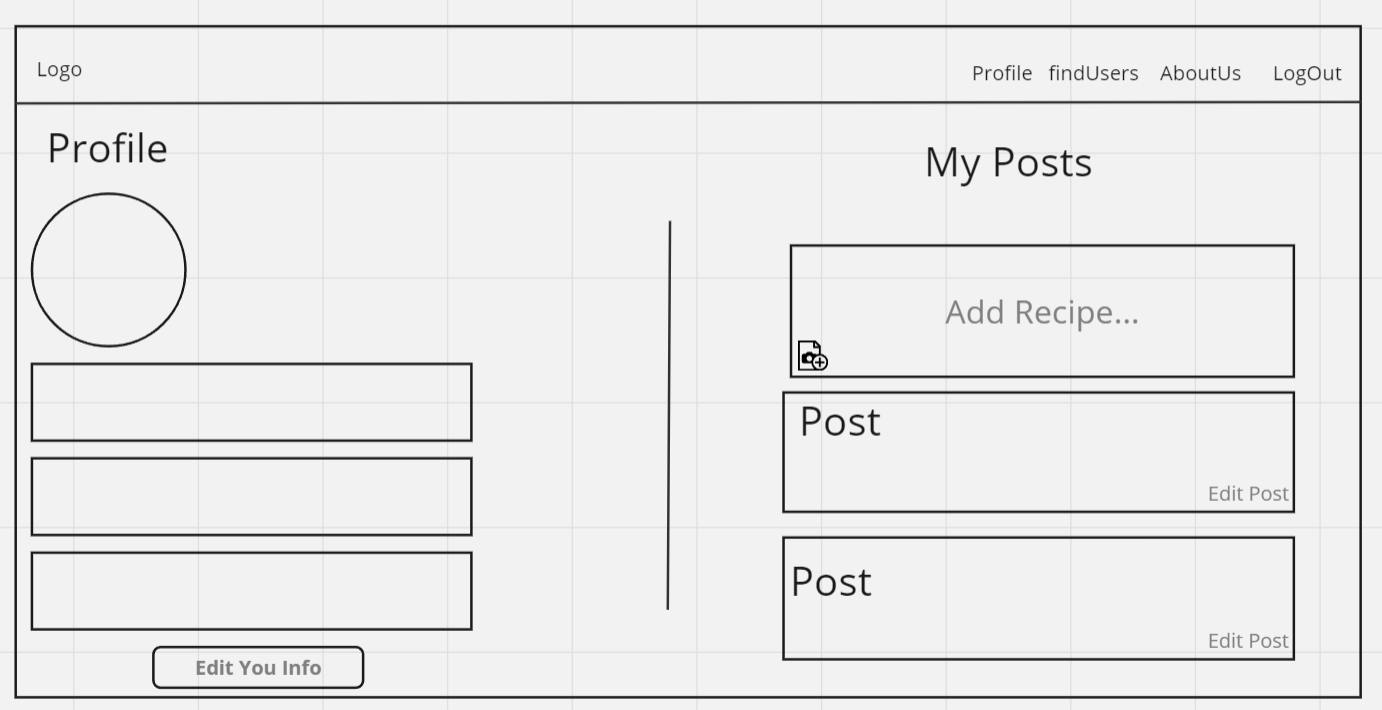 Logo
Profile findUsers AboutUs LogOut
Profile
Edit You Info
My Posts
Add Recipe...
Post
Edit Post
Post
Edit Post